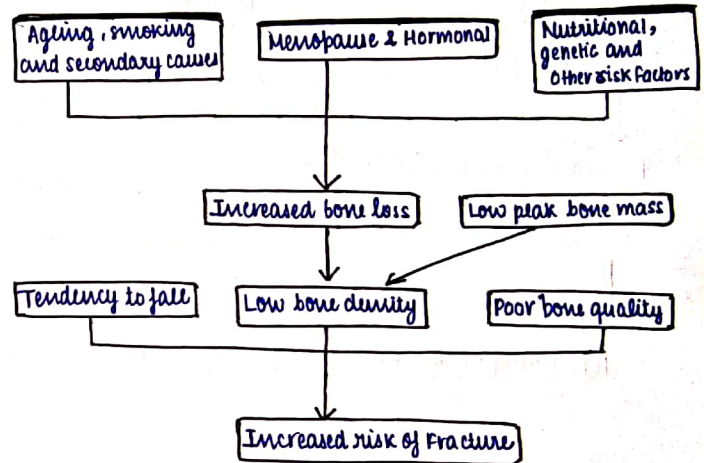 Ageing, smoking
and secondary causes
Menopause & Hormonal
Nutritional,
genetic and
Other risk factors
Increased bone loss
Low peak bone mass
Tendency to fall
Low bone density
Poor bone quality
Increased risk of Fracture